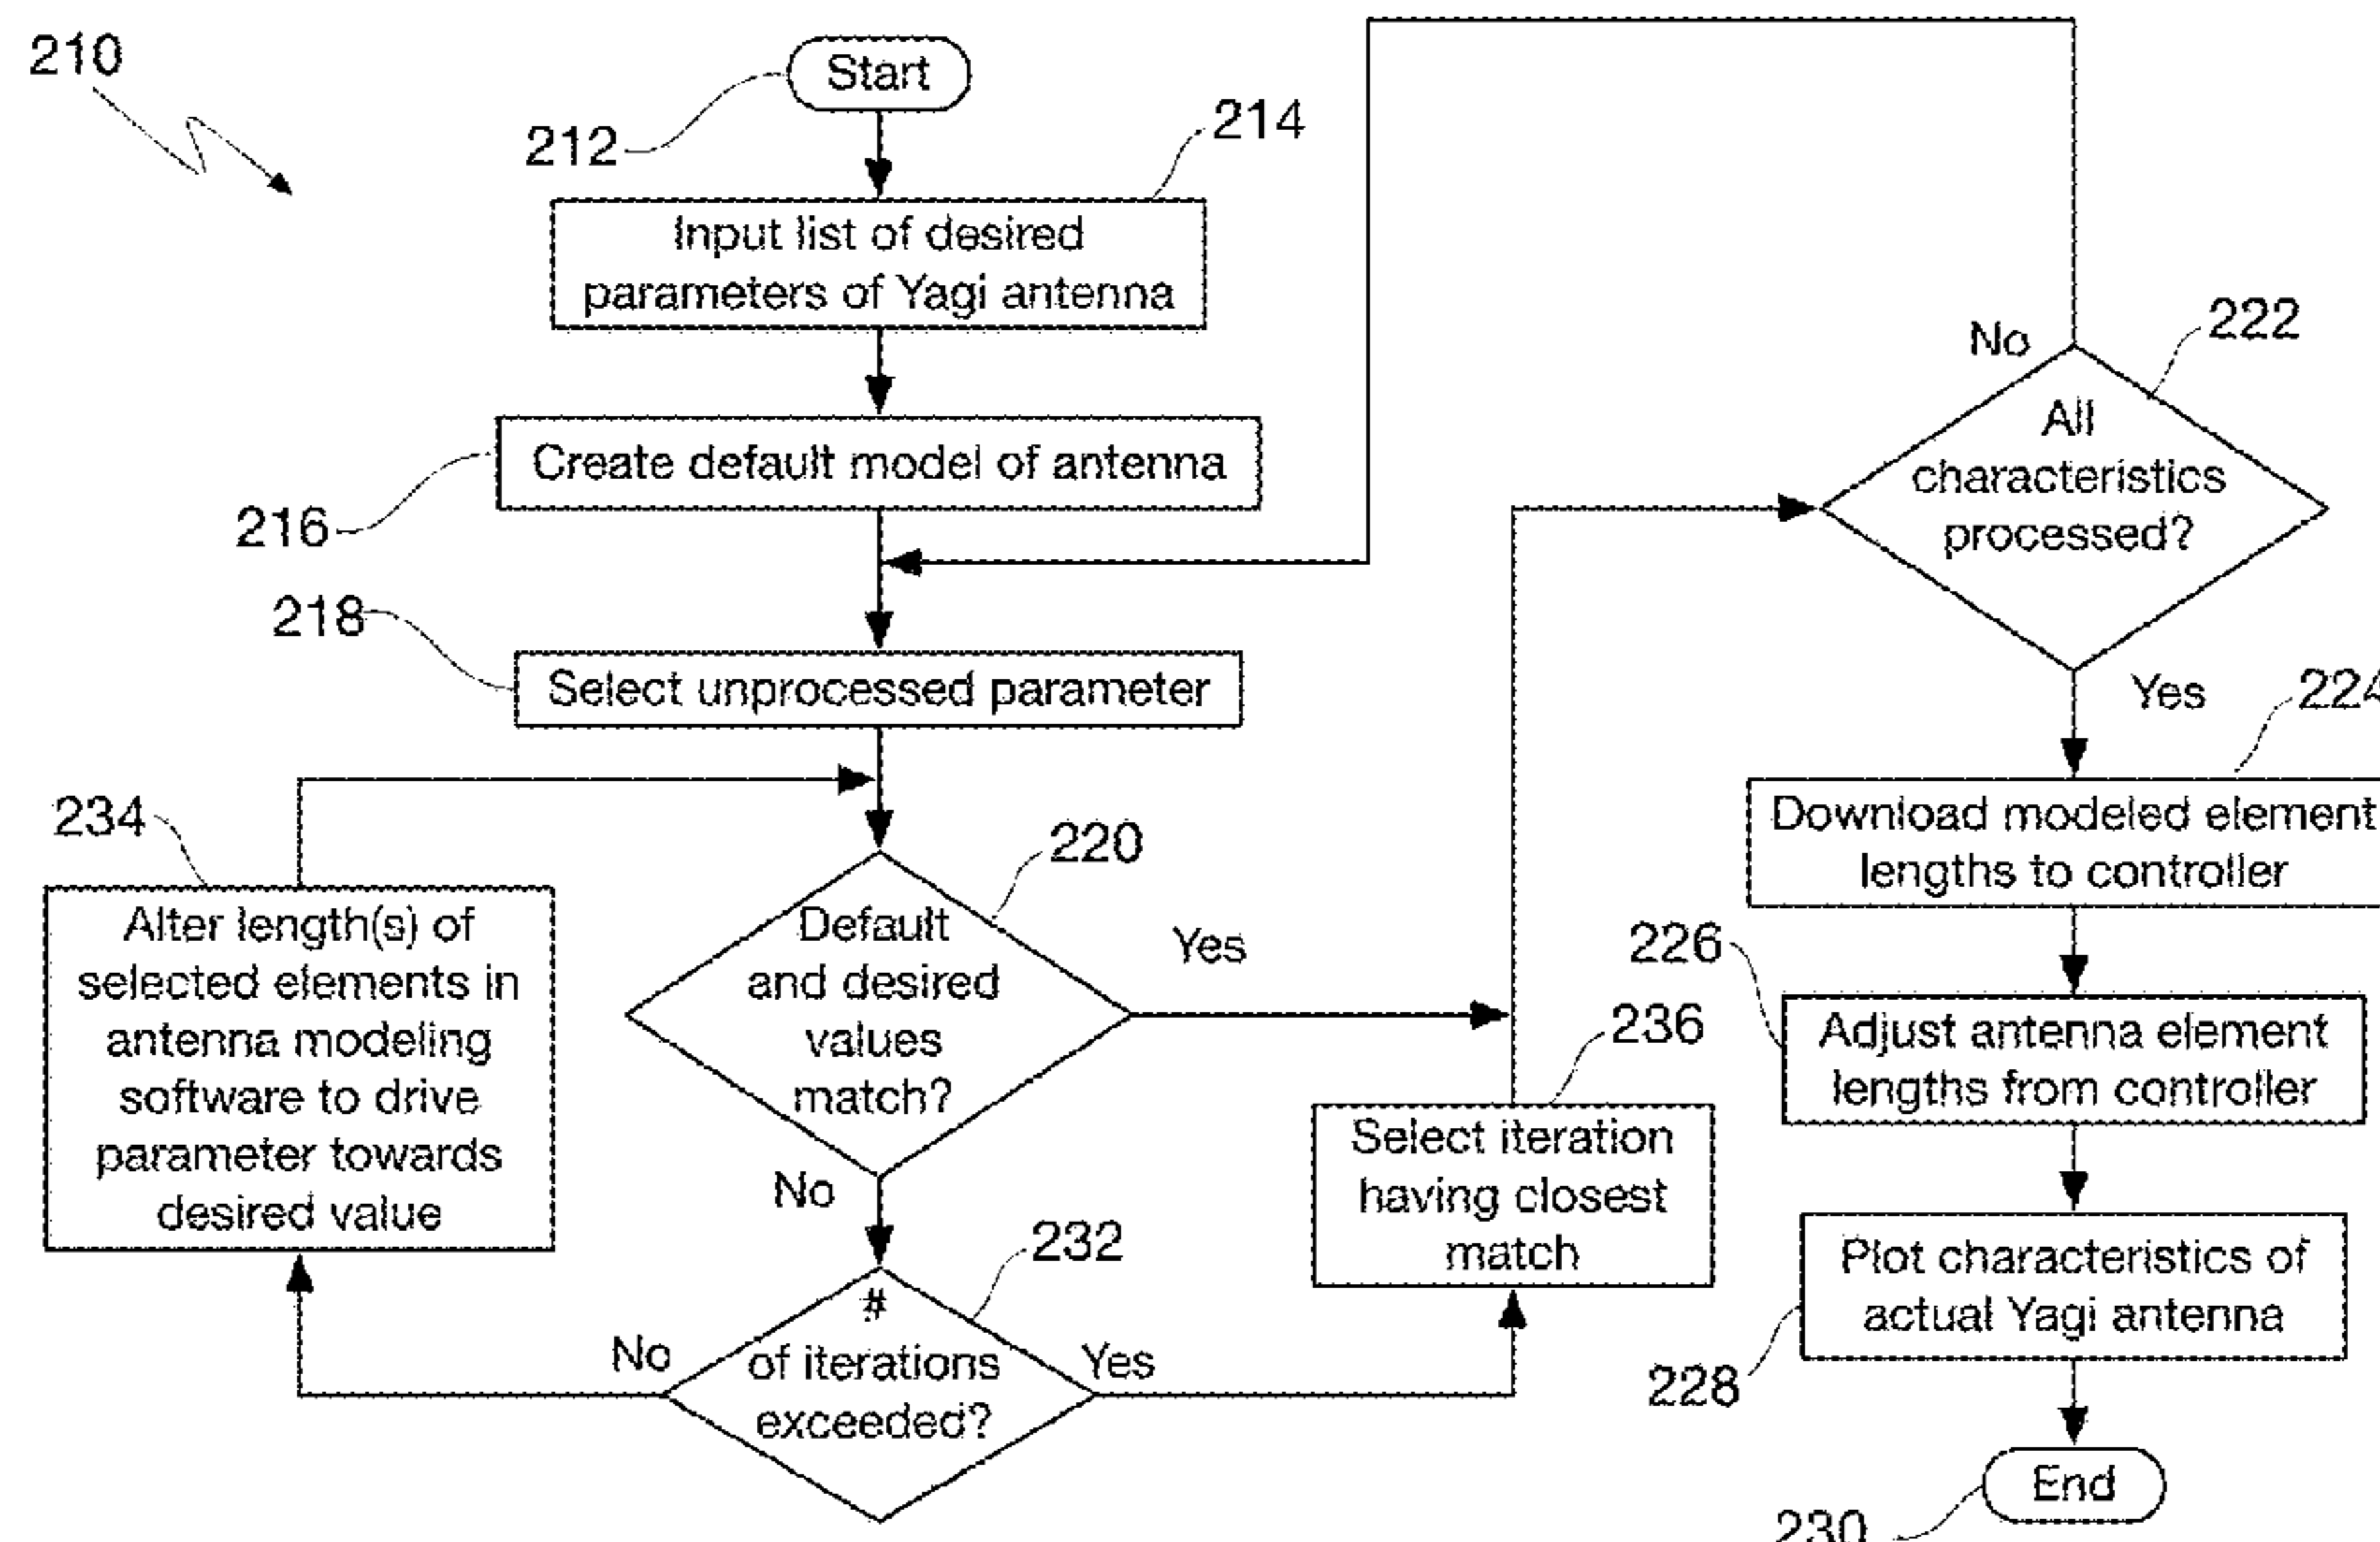 210
Start
212
214
Input list of desired
parameters of Yagi antenna
216
Create default model of antenna
218
Select unprocessed parameter
220
Default
and desired
values
match?
Yes
No
232
#
of iterations
exceeded?
No
Yes
234
Alter length(s) of
selected elements in
antenna modeling
software to drive
parameter towards
desired value
236
Select iteration
having closest
match
222
No
All
characteristics
processed?
Yes
224
Download modeled element
lengths to controller
226
Adjust antenna element
lengths from controller
228
Plot characteristics of
actual Yagi antenna
End
230